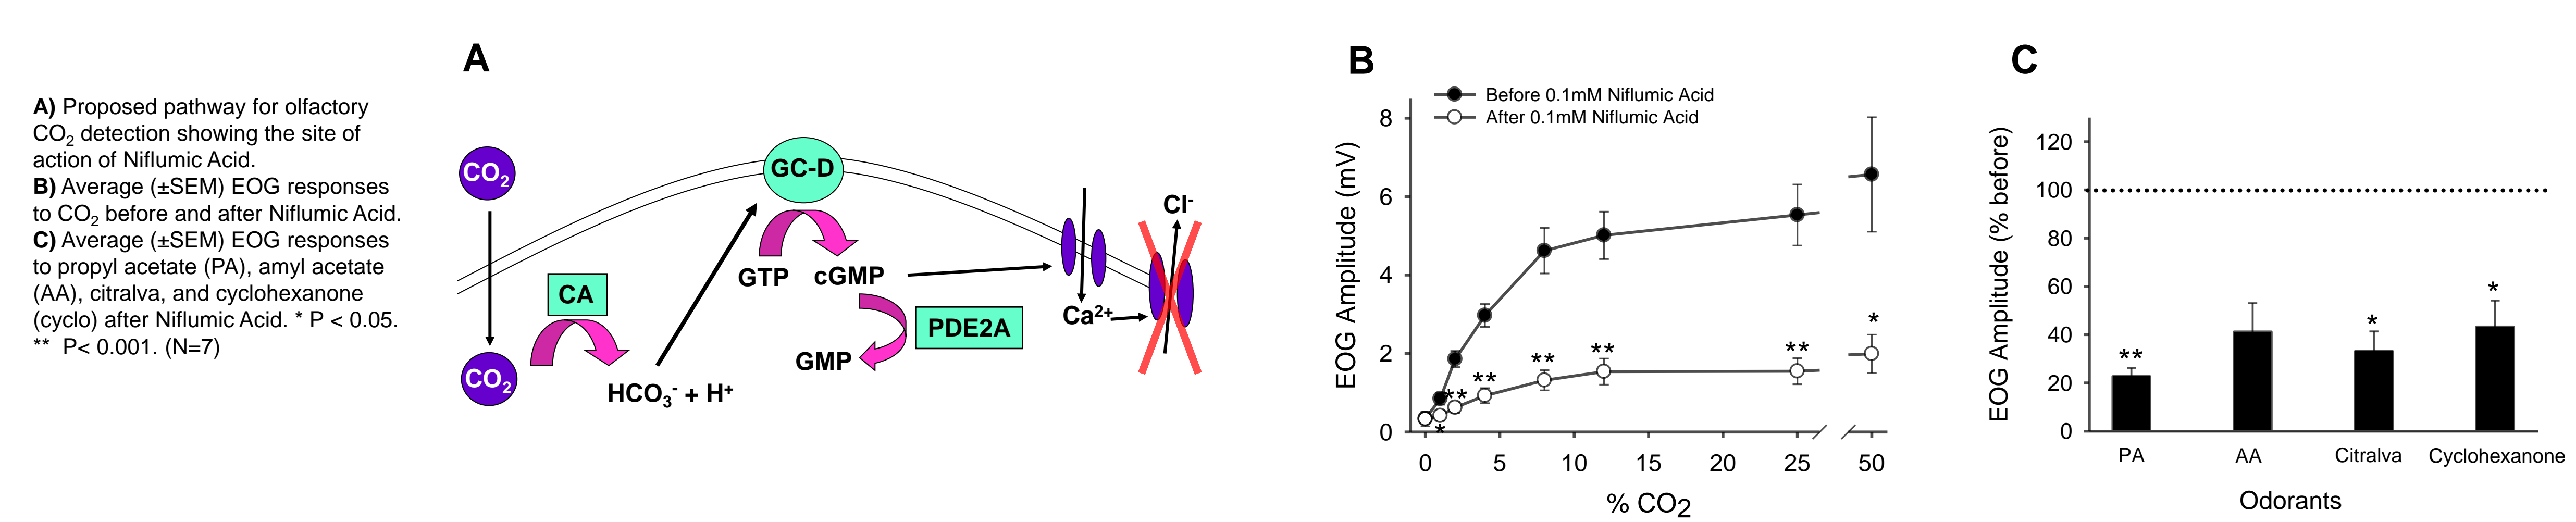 A) Proposed pathway for olfactory
CO2 detection showing the site of
action of Niflumic Acid.
B) Average (±SEM) EOG responses
to CO2 before and after Niflumic Acid.
C) Average (±SEM) EOG responses
to propyl acetate (PA), amyl acetate
(AA), citralva, and cyclohexanone
(cyclo) after Niflumic Acid. * P < 0.05.
** P< 0.001. (N=7)
A
CO2
GC-D
Cl-
GTP
cGMP
CA
Ca2+
PDE2A
GMP
CO2
HCO3- + H+
B
Before 0.1mM Niflumic Acid
After 0.1mM Niflumic Acid
EOG Amplitude (mV)
8
6
4
2
0
*
**
**
**
**
**
*
0 5 10 15 20 25 50
% CO2
C
EOG Amplitude (% before)
120
100
80
60
40
20
0
**
*
*
PA AA Citralva Cyclohexanone
Odorants